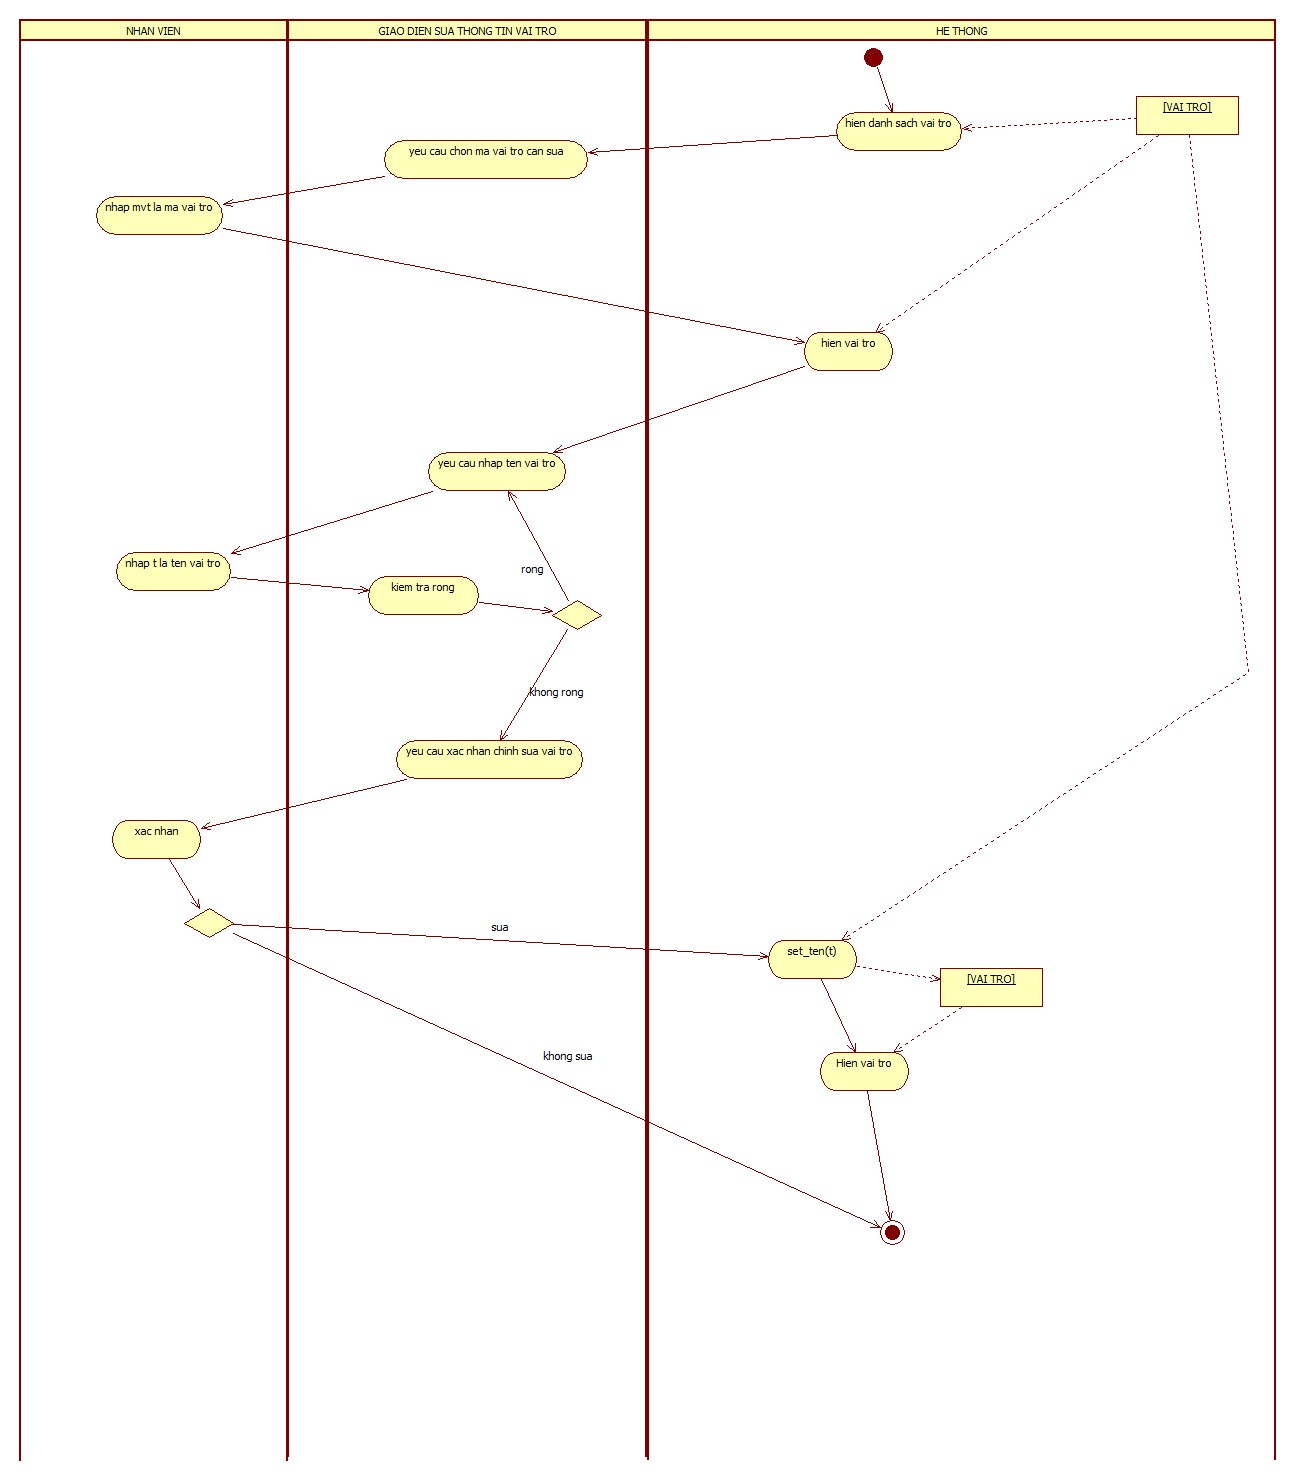 NHAN VIEN
GIAO DIEN SUA THONG TIN VAI TRO
HE THONG
[VAI TRO]
hien danh sach vai tro
yeu cau chon ma vai tro can sua
nhap mvt la ma vai tro
hien vai tro
yeu cau nhap ten vai tro
nhap t la ten vai tro
rong
kiem tra rong
khong rong
yeu cau xac nhan chinh sua vai tro
xac nhan
sua
set_ten(t)
[VAI TRO]
khong sua
Hien vai tro